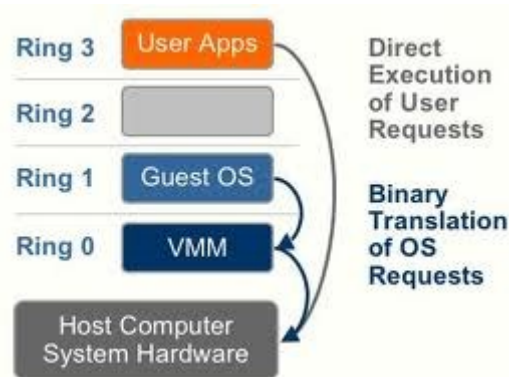 Ring 3
User Apps
Direct
Execution
of User
Requests
Ring 2
Ring 1
Guest OS
Binary
Translation
of OS
Requests
Ring 0
VMM
Host Computer
System Hardware